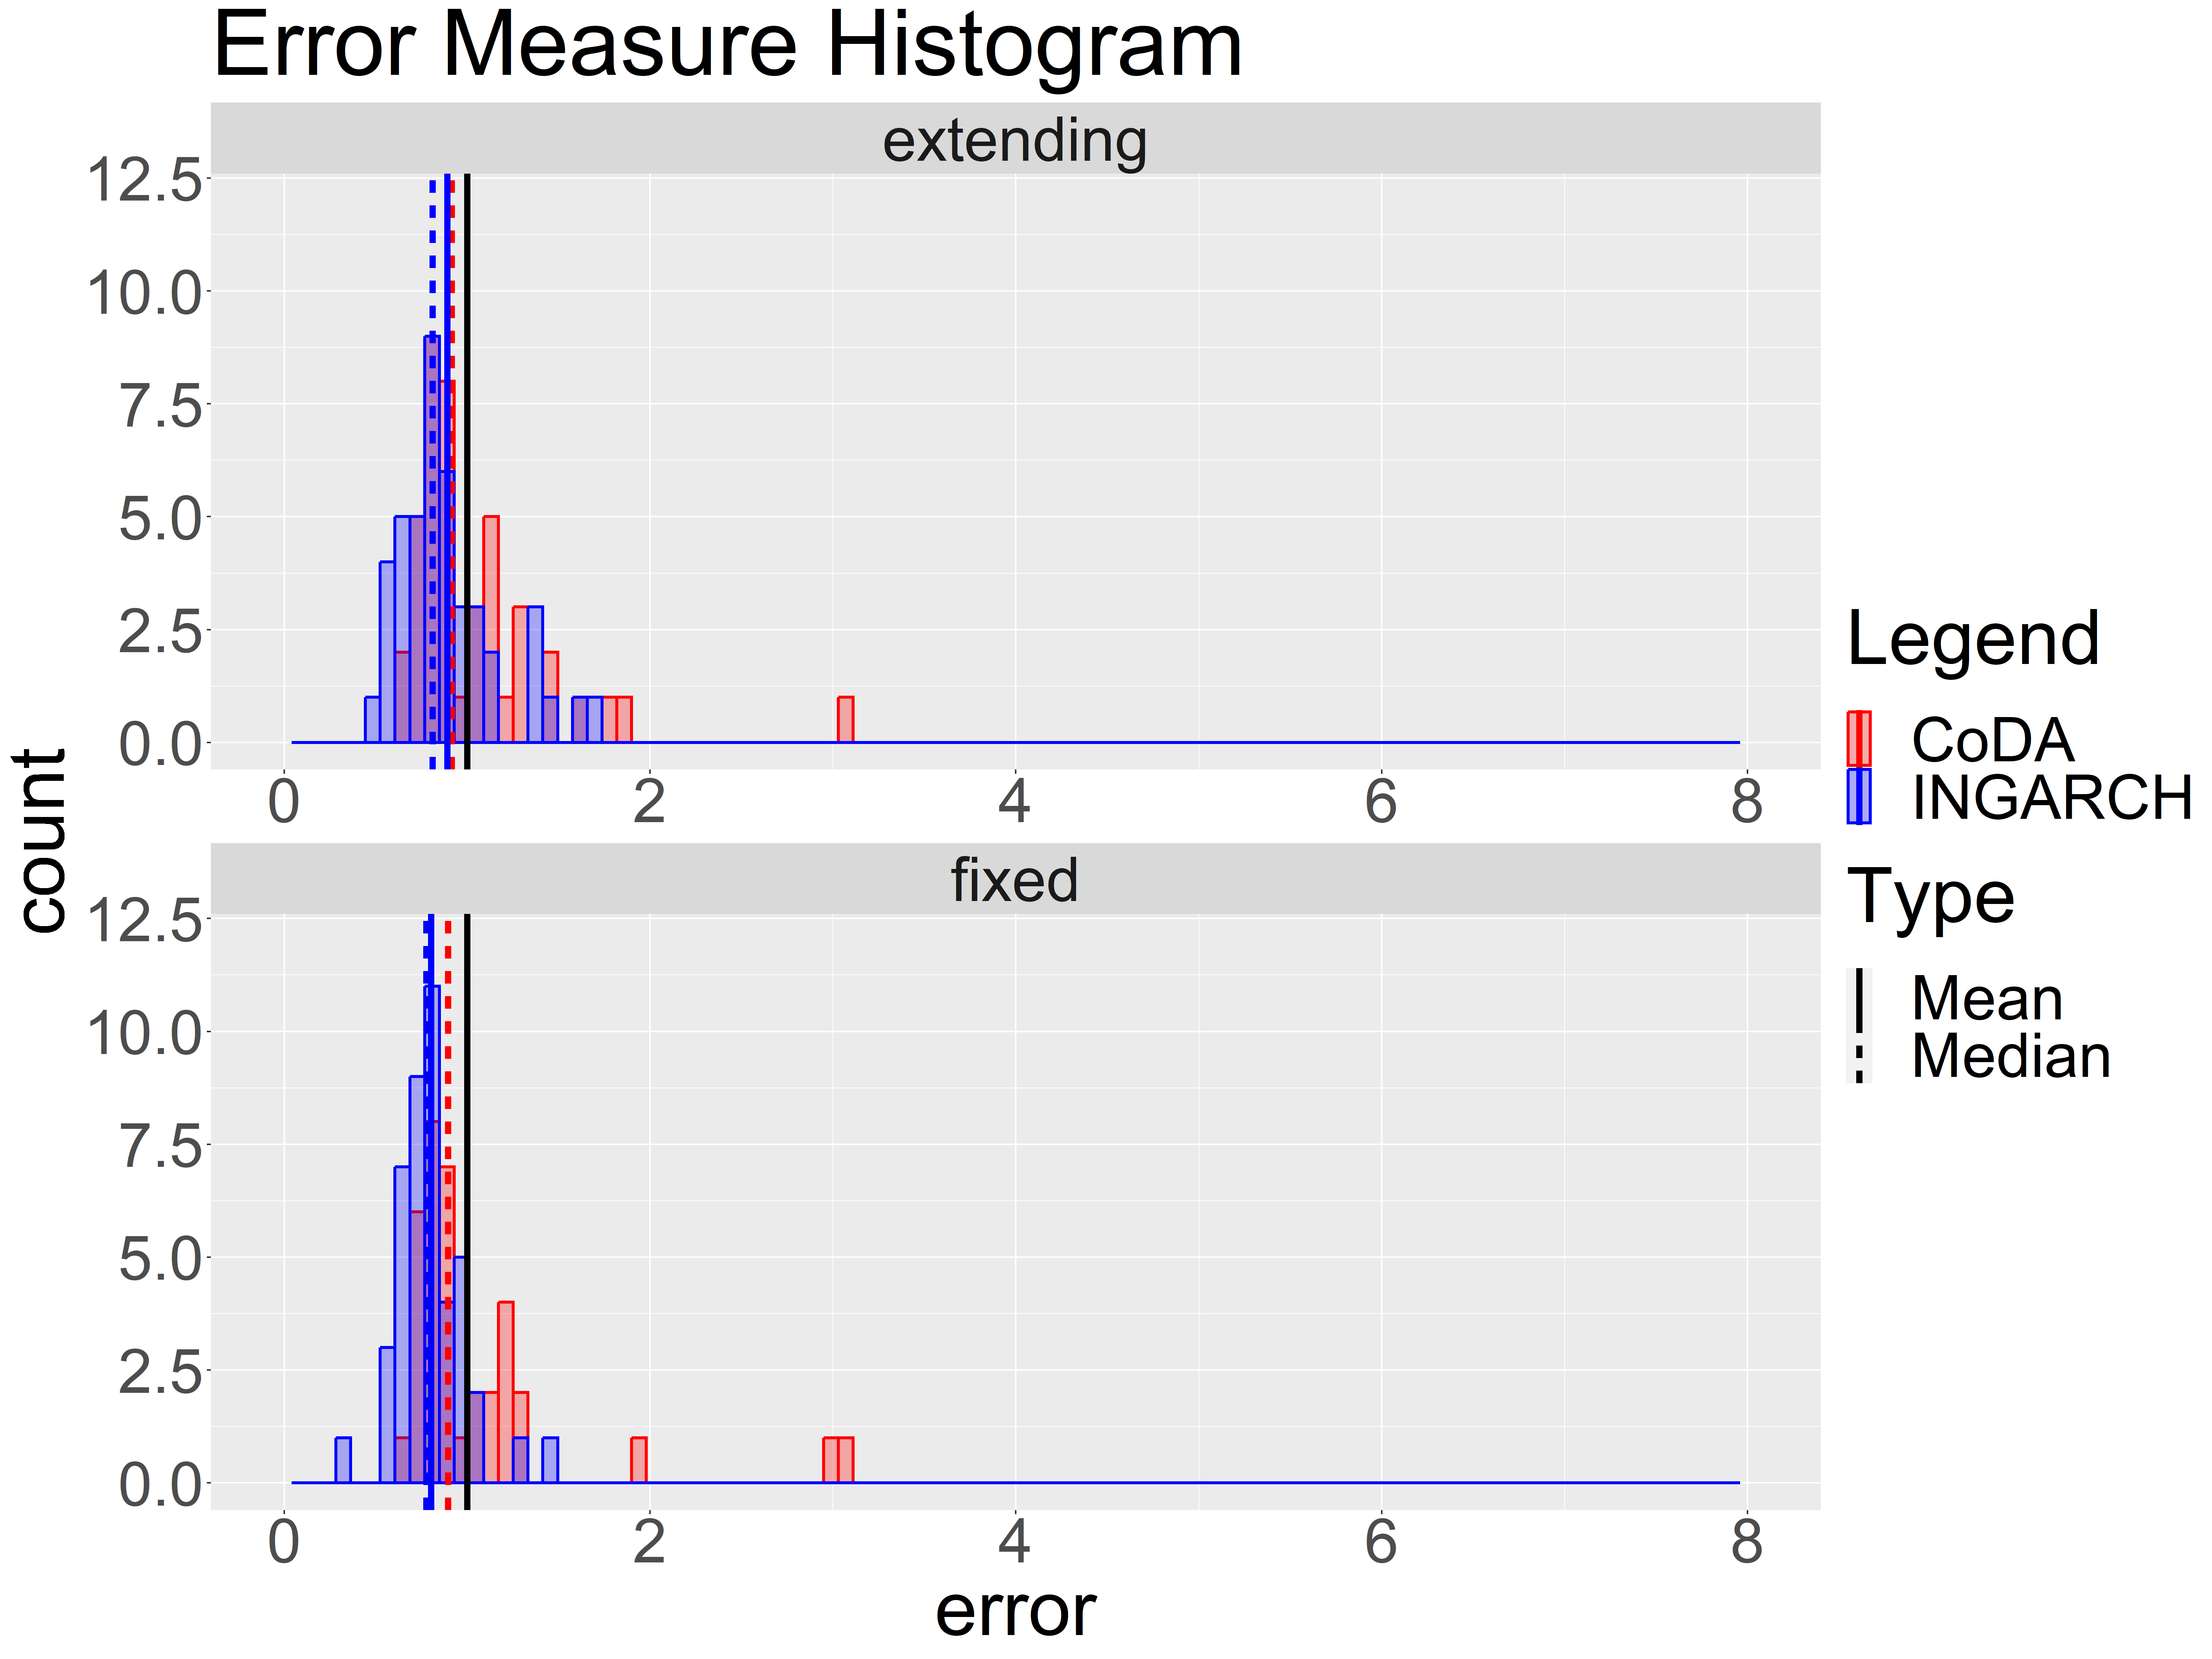 Error Measure Histogram
extending
12.5
10.0
7.5
5.0
2.5
0.0
0 2 4 6 8
fixed
12.5
10.0
7.5
5.0
2.5
0.0
0 2 4 6 8
count
error
Legend
CoDA
INGARCH
Type
Mean
Median